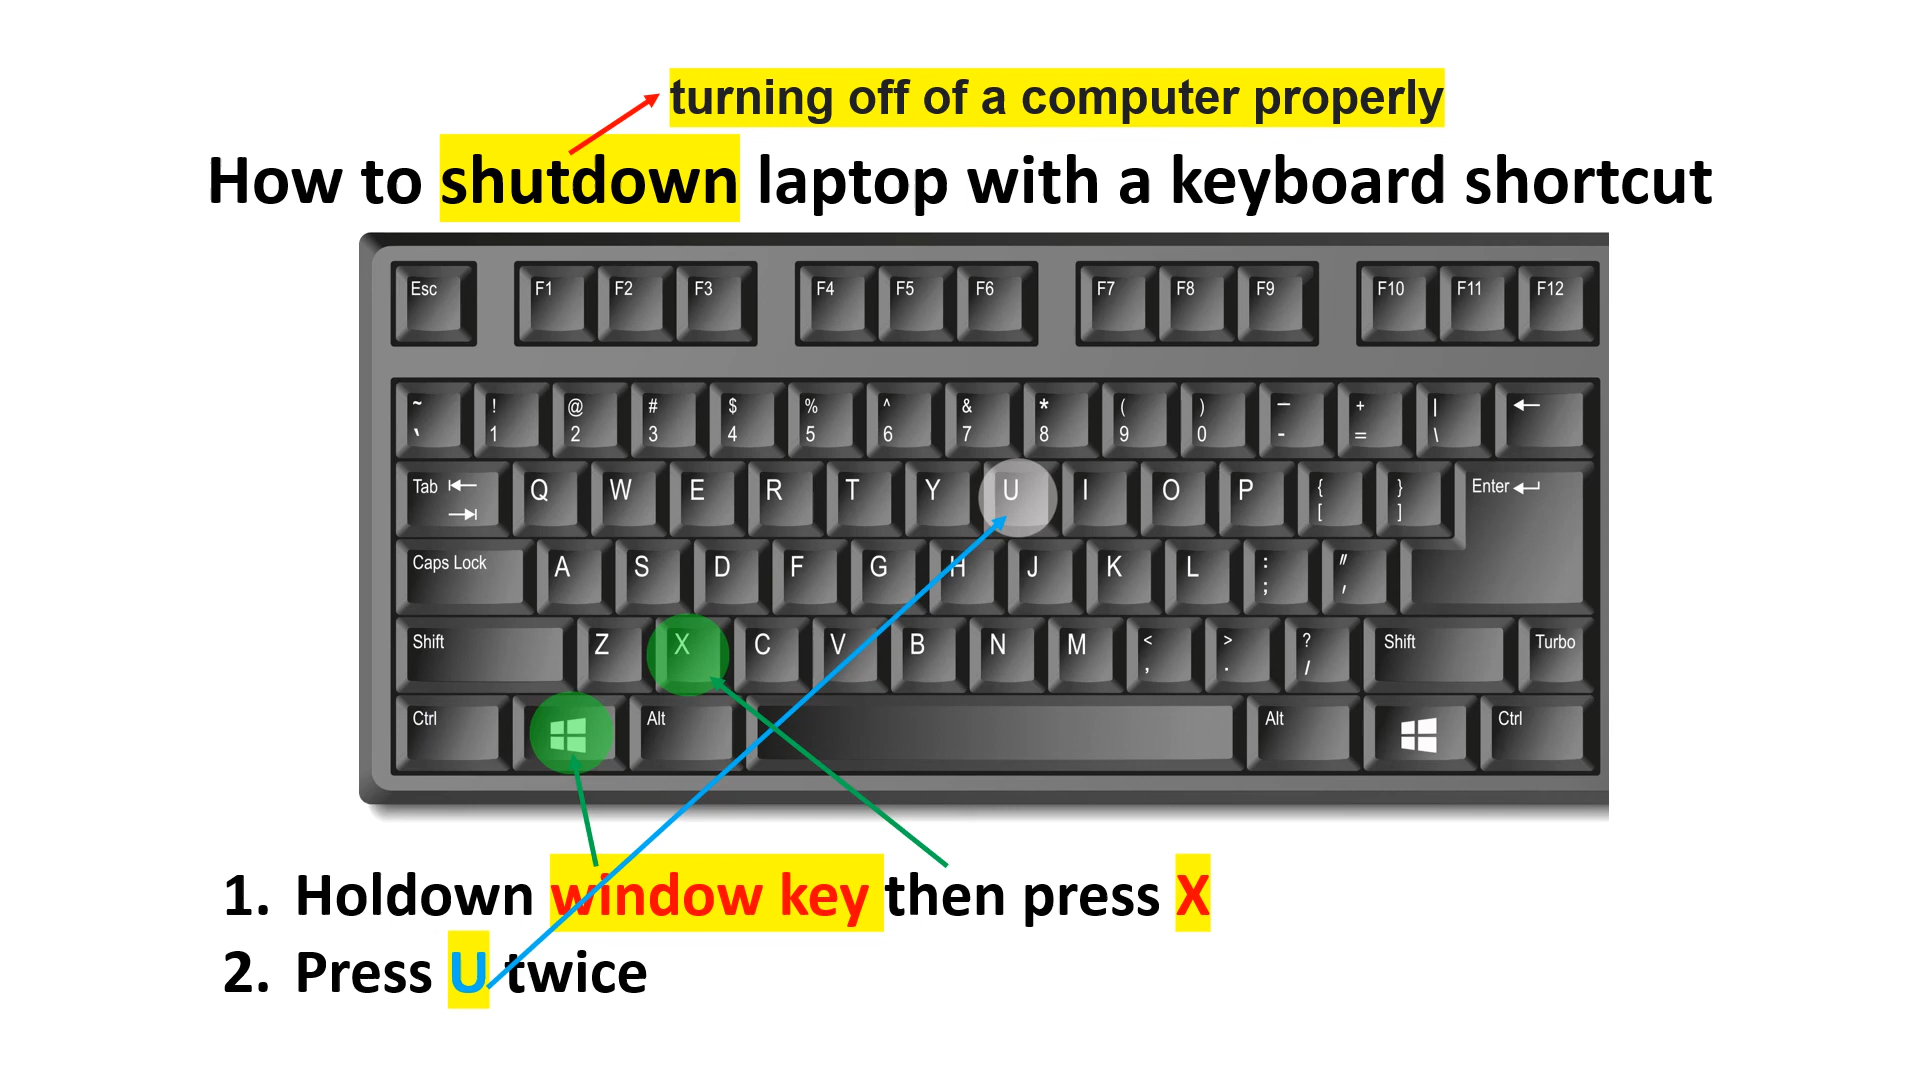 turning off of a computer properly
How to shutdown laptop with a keyboard shortcut
Esc F1 F2 F3 F4 F5 F6 F7 F8 F9 F10 F11 F12
~ ! @ # $ % ^ & * ( ) — + |
` 1 2 3 4 5 6 7 8 9 0 - = \ ←
Tab Q W E R T Y U I O P { } Enter
[ ]
Caps Lock A S D F G H J K L : "
; ,
Shift Z X C V B N M < > ? Shift Turbo
, . /
Ctrl Alt Alt Ctrl
1. Holdown window key then press X
2. Press U twice